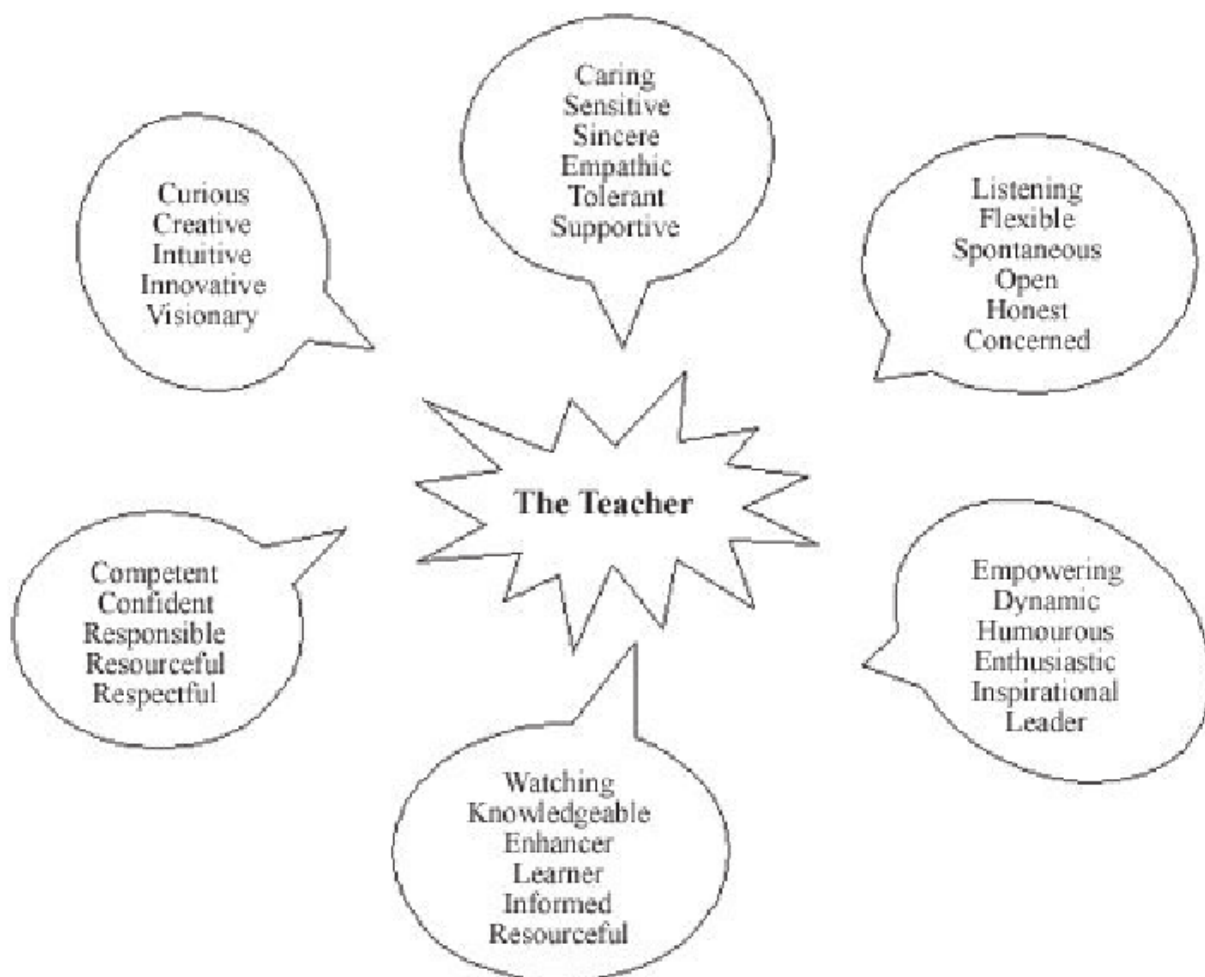 Caring
Sensitive
Sincere
Empathic
Tolerant
Supportive
Curious
Creative
Intuitive
Innovative
Visionary
Listening
Flexible
Spontaneous
Open
Honest
Concerned
The Teacher
Competent
Confident
Responsible
Resourceful
Respectful
Empowering
Dynamic
Humourous
Enthusiastic
Inspirational
Leader
Watching
Knowledgeable
Enhancer
Learner
Informed
Resourceful